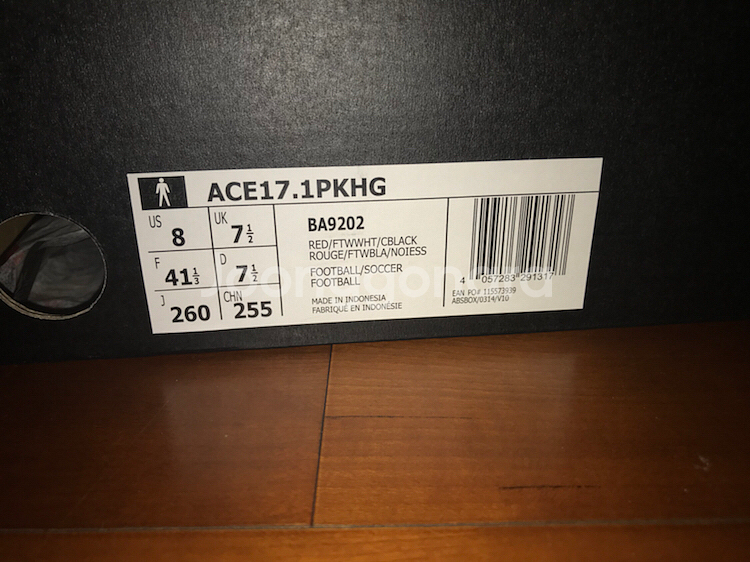 ACE17.1PKHG
US 8
UK 7½
F 41⅓
D 7½
J 260
CHN 255
BA9202
RED/FTWWHT/CBLACK
ROUGE/FTWBLA/NOIESS
FOOTBALL/SOCCER
FOOTBALL
MADE IN INDONESIA
FABRIQUÉ EN INDONÉSIE
4 057283 291317
EAN PO# 115573939
ABSBOX/0314/V10